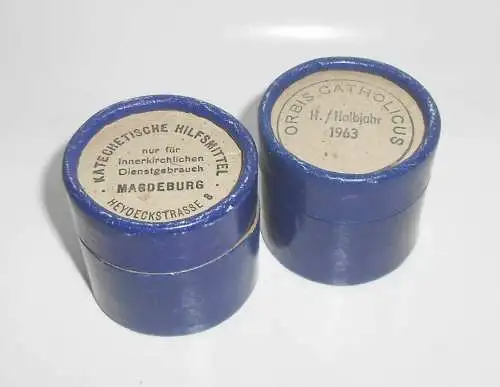 KATECHETISCHE HILFSMITTEL
nur für
innerkirchlichen
Dienstgebrauch
MAGDEBURG
HEYDECKSTRASSE 8
ORBIS CATHOLICUS
II./Halbjahr
1963